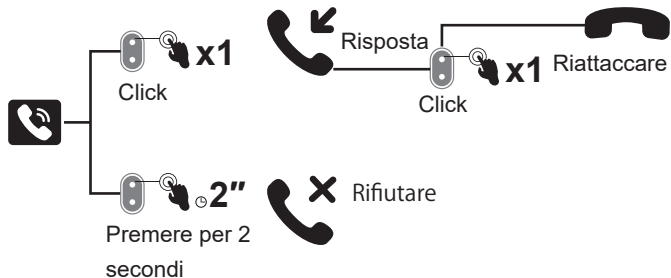 x1
Click
Risposta
x1
Click
Riattaccare
2"
Premere per 2
secondi
Rifiutare